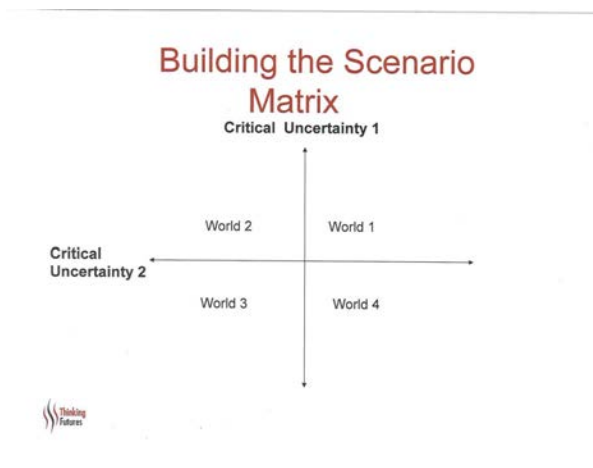 Building the Scenario
Matrix
Critical Uncertainty 1
World 2
World 1
Critical
Uncertainty 2
World 3
World 4
Thinking
Futures